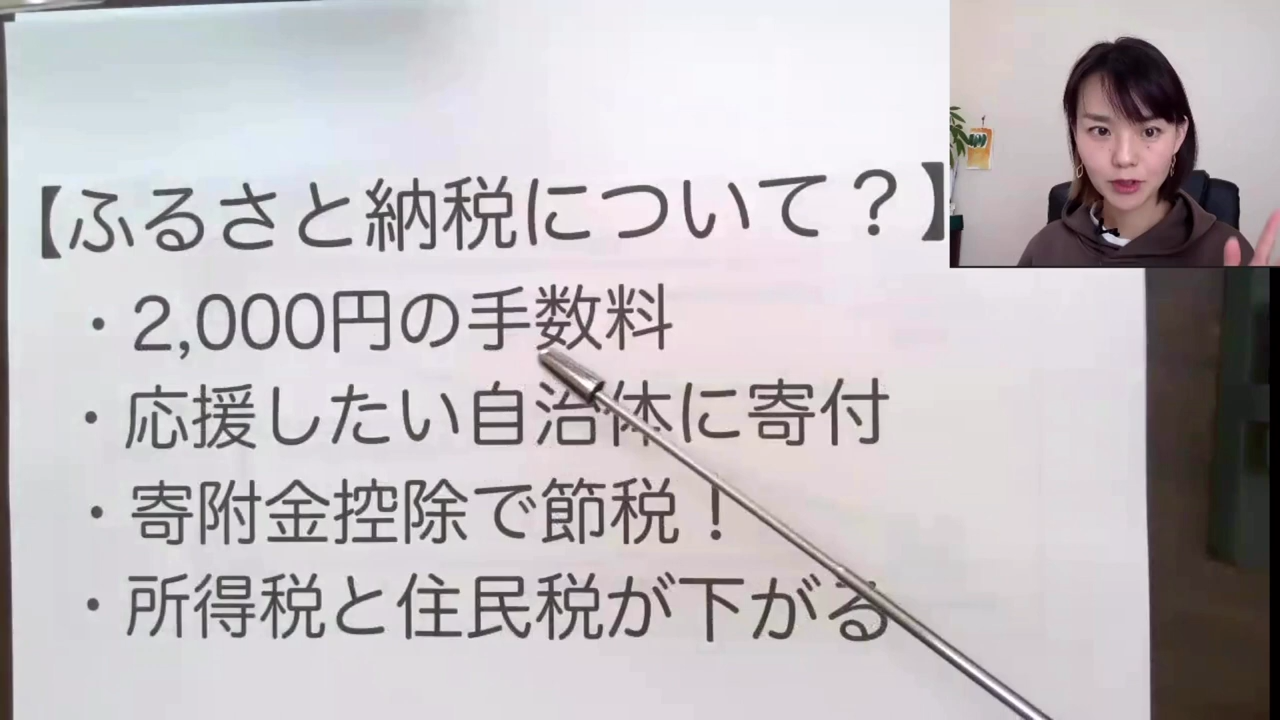 【ふるさと納税について？】
・2,000円の手数料
・応援したい自治体に寄付
・寄附金控除で節税！
・所得税と住民税が下がる